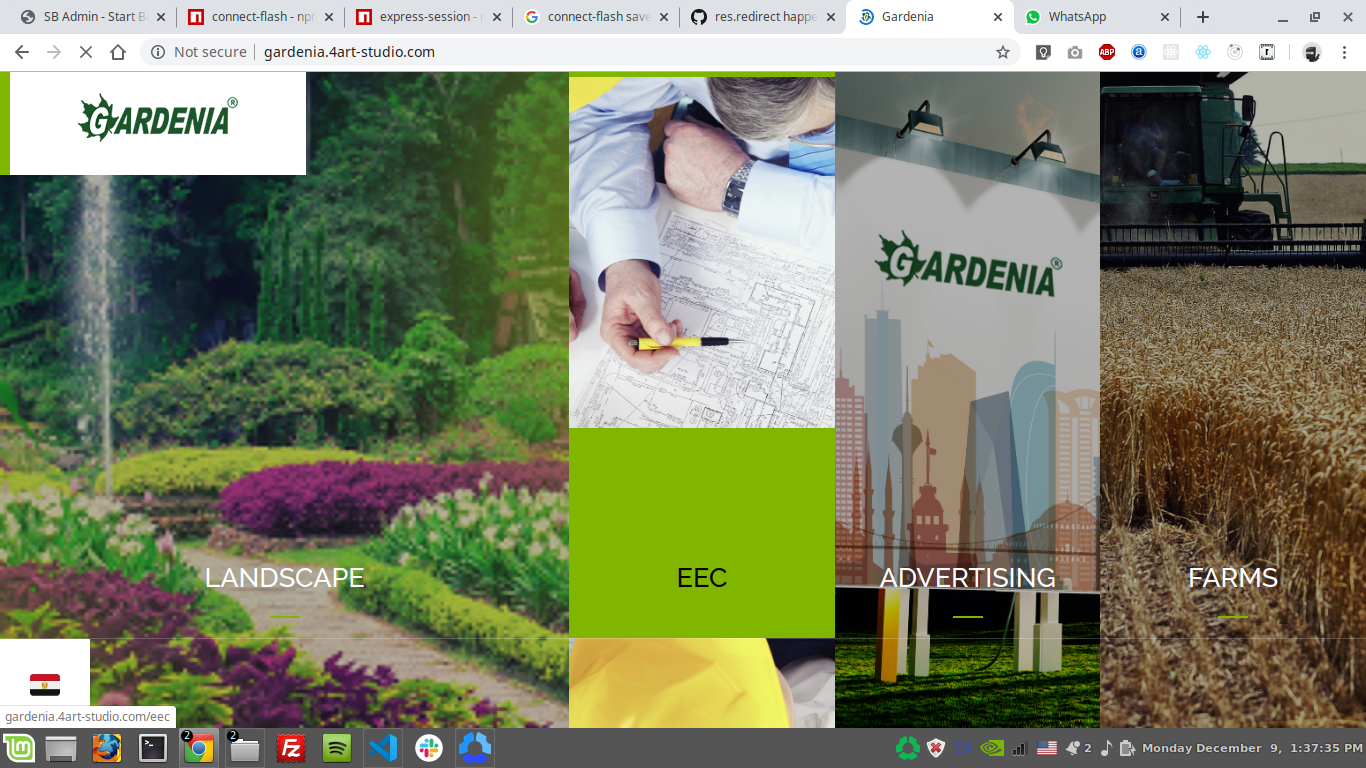 SB Admin - Start B
connect-flash - npm
express-session - n
connect-flash save
res.redirect happe
Gardenia
WhatsApp
Not secure
gardenia.4art-studio.com
ABP
a
r
GARDENIA®
GARDENIA®
LANDSCAPE
EEC
ADVERTISING
FARMS
gardenia.4art-studio.com/eec
2
2
Fz
2
Monday December 9, 1:37:35 PM